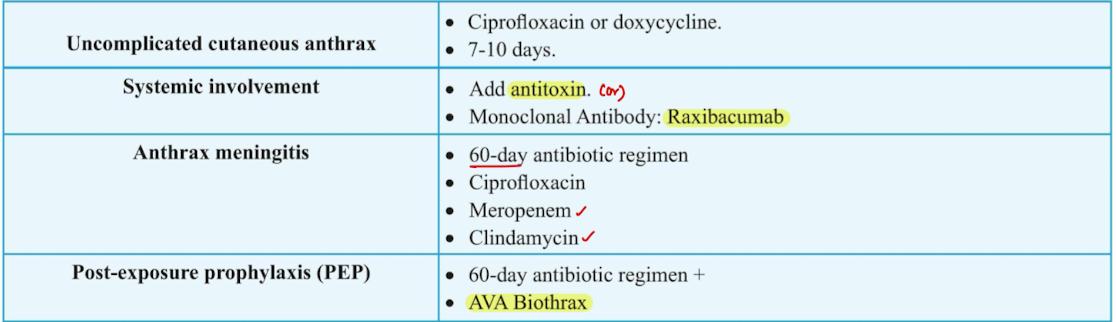 Uncomplicated cutaneous anthrax
• Ciprofloxacin or doxycycline.
• 7-10 days.
Systemic involvement
• Add antitoxin. (or)
• Monoclonal Antibody: Raxibacumab
Anthrax meningitis
• 60-day antibiotic regimen
• Ciprofloxacin
• Meropenem ✓
• Clindamycin ✓
Post-exposure prophylaxis (PEP)
• 60-day antibiotic regimen +
• AVA Biothrax